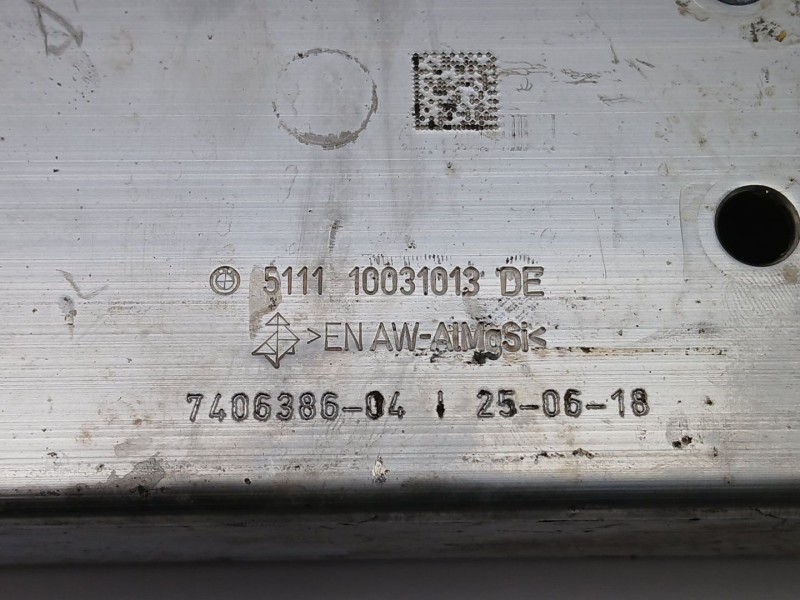 5111 10031013 DE
>EN AW-AlMgSi<
7406386-04 I 25-06-18